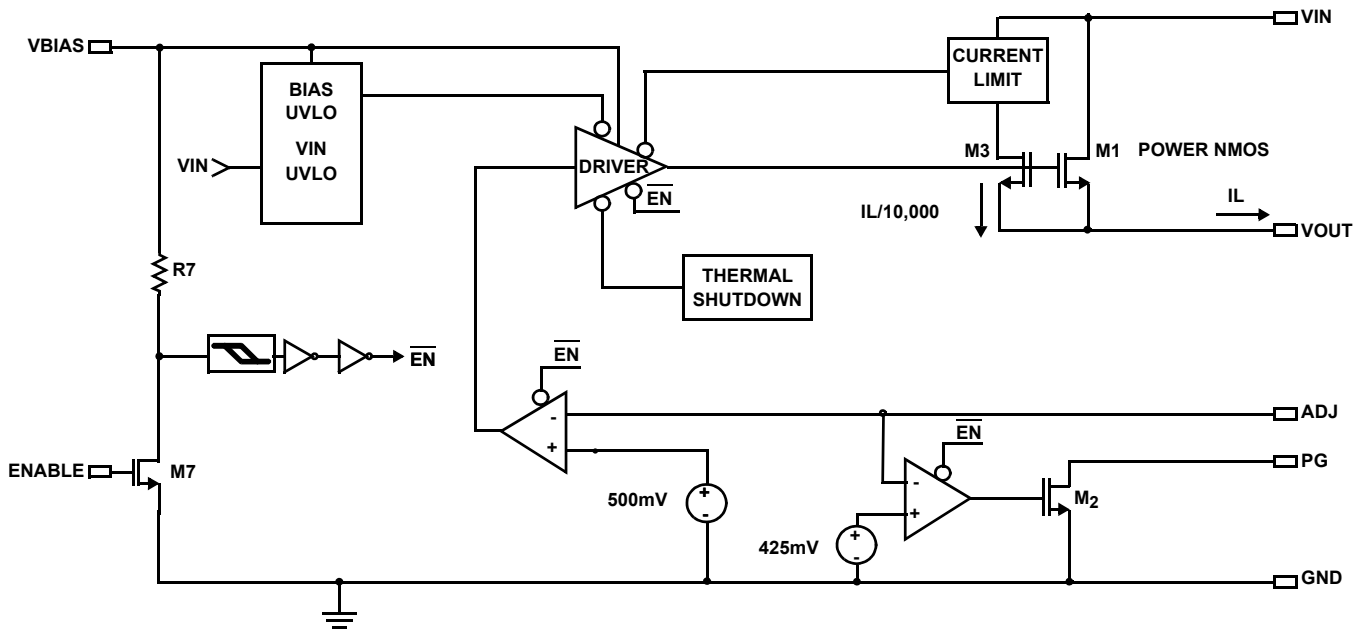 VIN
VBIAS
CURRENT
LIMIT
BIAS
UVLO
VIN
UVLO
VIN
DRIVER
EN
M3
M1
POWER NMOS
IL/10,000
IL
VOUT
R7
THERMAL
SHUTDOWN
EN
EN
ADJ
EN
ENABLE
M7
PG
500mV
-
+
+
-
-
+
M2
425mV
+
-
GND